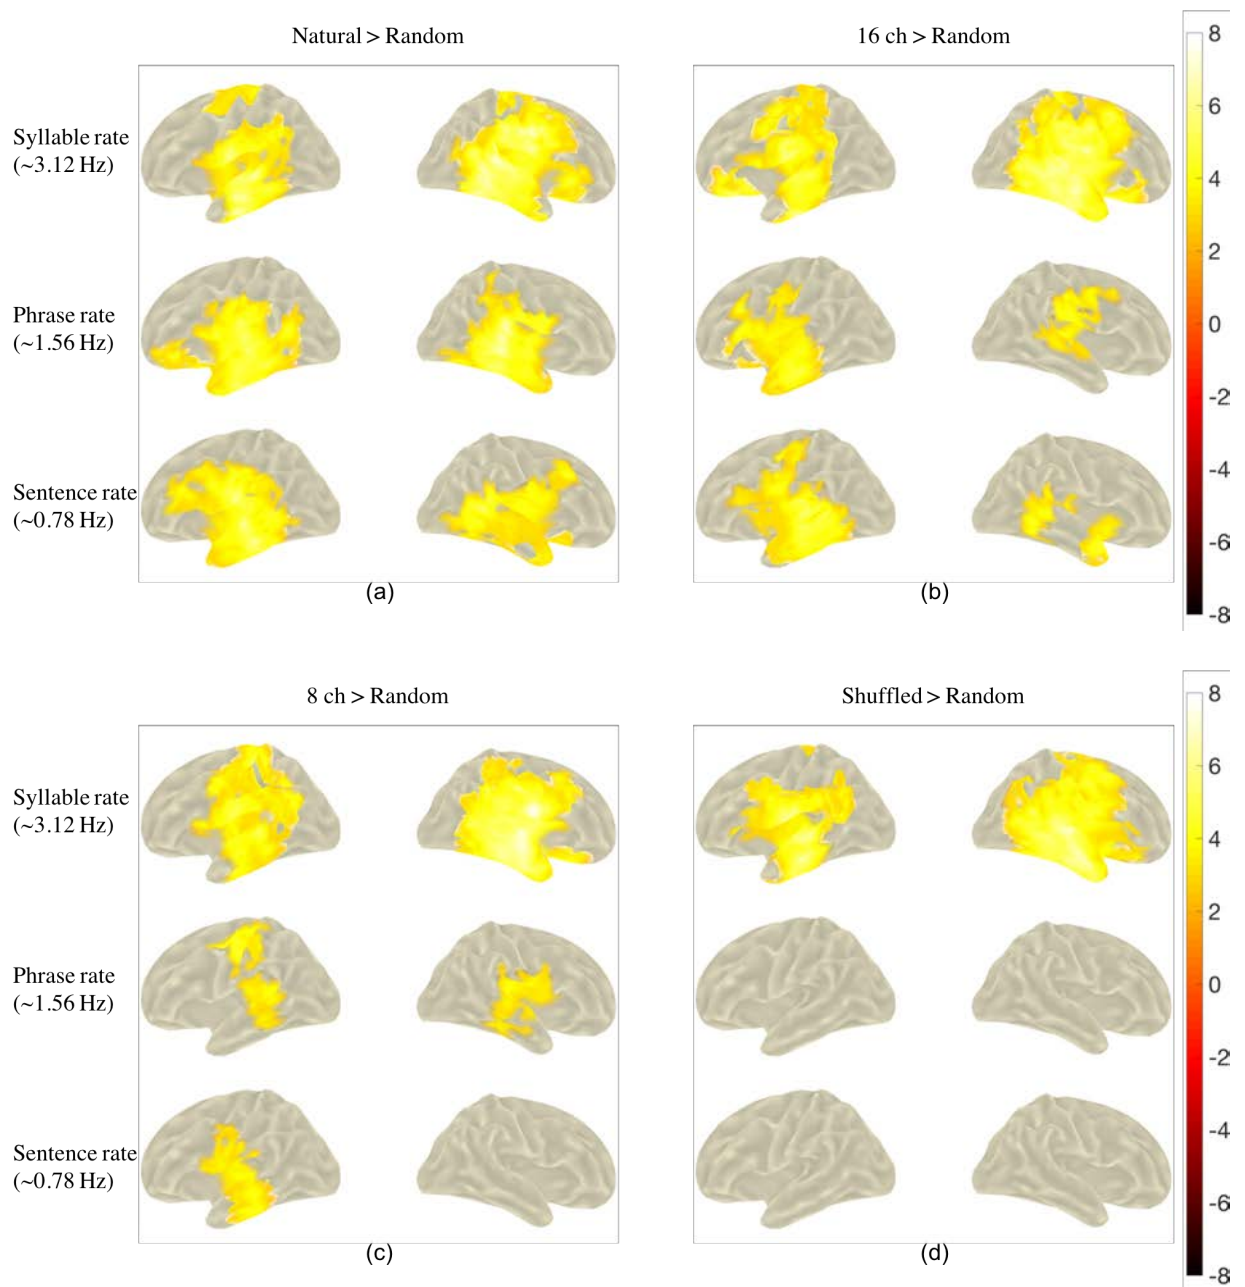 Natural > Random
16 ch > Random
Syllable rate
(~3.12 Hz)
Phrase rate
(~1.56 Hz)
Sentence rate
(~0.78 Hz)
8
6
4
2
0
-2
-4
-6
-8
(a)
(b)
8 ch > Random
Shuffled > Random
Syllable rate
(~3.12 Hz)
Phrase rate
(~1.56 Hz)
Sentence rate
(~0.78 Hz)
8
6
4
2
0
-2
-4
-6
-8
(c)
(d)